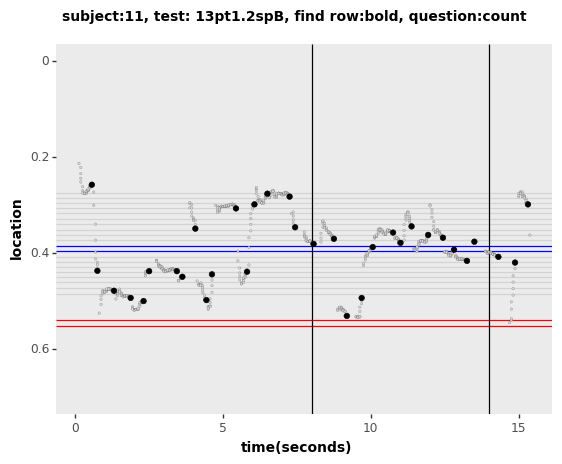 subject:11, test: 13pt1.2spB, find row:bold, question:count
0
0.2
0.4
0.6
location
0
5
10
15
time(seconds)